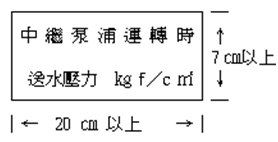 中繼泵浦運轉時
送水壓力 kg f/c㎡
↑
7 cm以上
↓
|← 20 cm 以上 →|